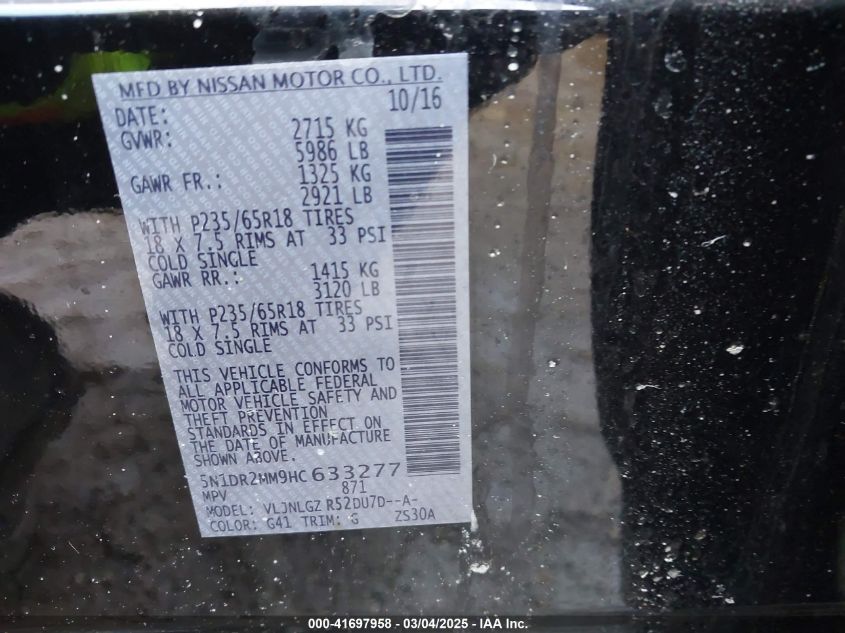 MFD BY NISSAN MOTOR CO., LTD.
DATE: 10/16
GVWR: 2715 KG
5986 LB
GAWR FR.: 1325 KG
2921 LB
WITH P235/65R18 TIRES
18 X 7.5 RIMS AT 33 PSI
COLD SINGLE
GAWR RR.: 1415 KG
3120 LB
WITH P235/65R18 TIRES
18 X 7.5 RIMS AT 33 PSI
COLD SINGLE
THIS VEHICLE CONFORMS TO
ALL APPLICABLE FEDERAL
MOTOR VEHICLE SAFETY AND
THEFT PREVENTION
STANDARDS IN EFFECT ON
THE DATE OF MANUFACTURE
SHOWN ABOVE.
5N1DR2MM9HC 633277
MPV 871
MODEL: VLJNLGZ R52DU7D--A-
COLOR: G41 TRIM: G ZS30A
000-41697958 - 03/04/2025 - IAA Inc.